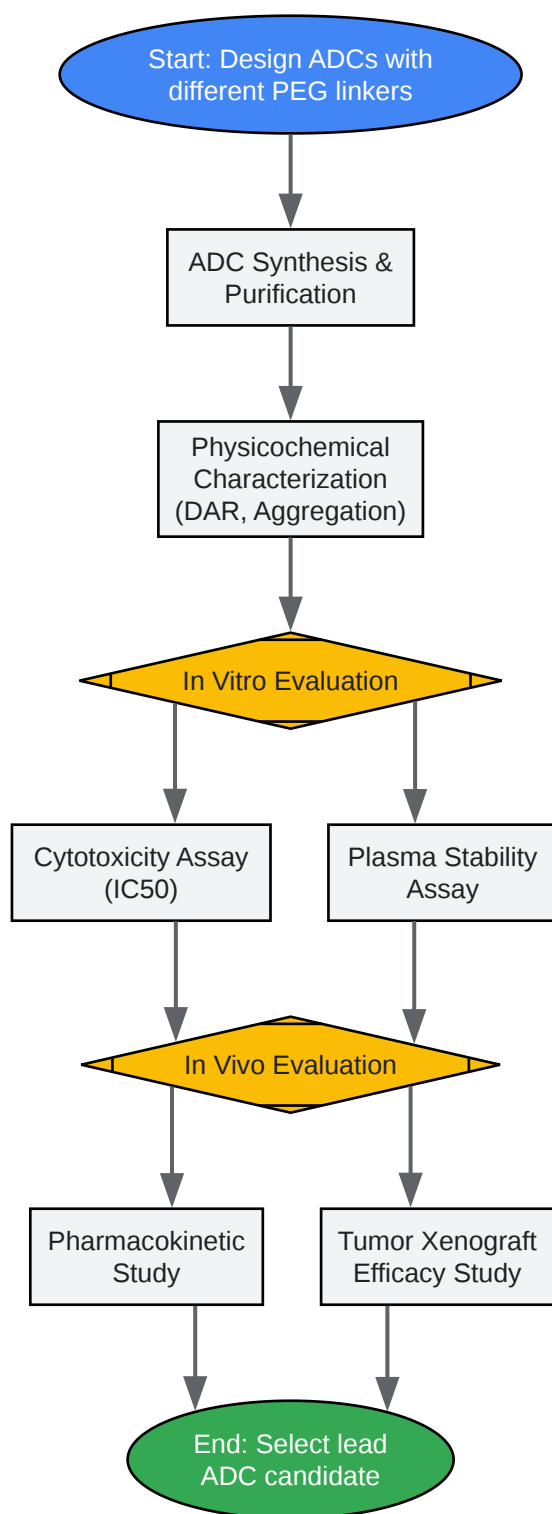 Start: Design ADCs with
different PEG linkers
ADC Synthesis &
Purification
Physicochemical
Characterization
(DAR, Aggregation)
In Vitro Evaluation
Cytotoxicity Assay
(IC50)
Plasma Stability
Assay
In Vivo Evaluation
Pharmacokinetic
Study
Tumor Xenograft
Efficacy Study
End: Select lead
ADC candidate